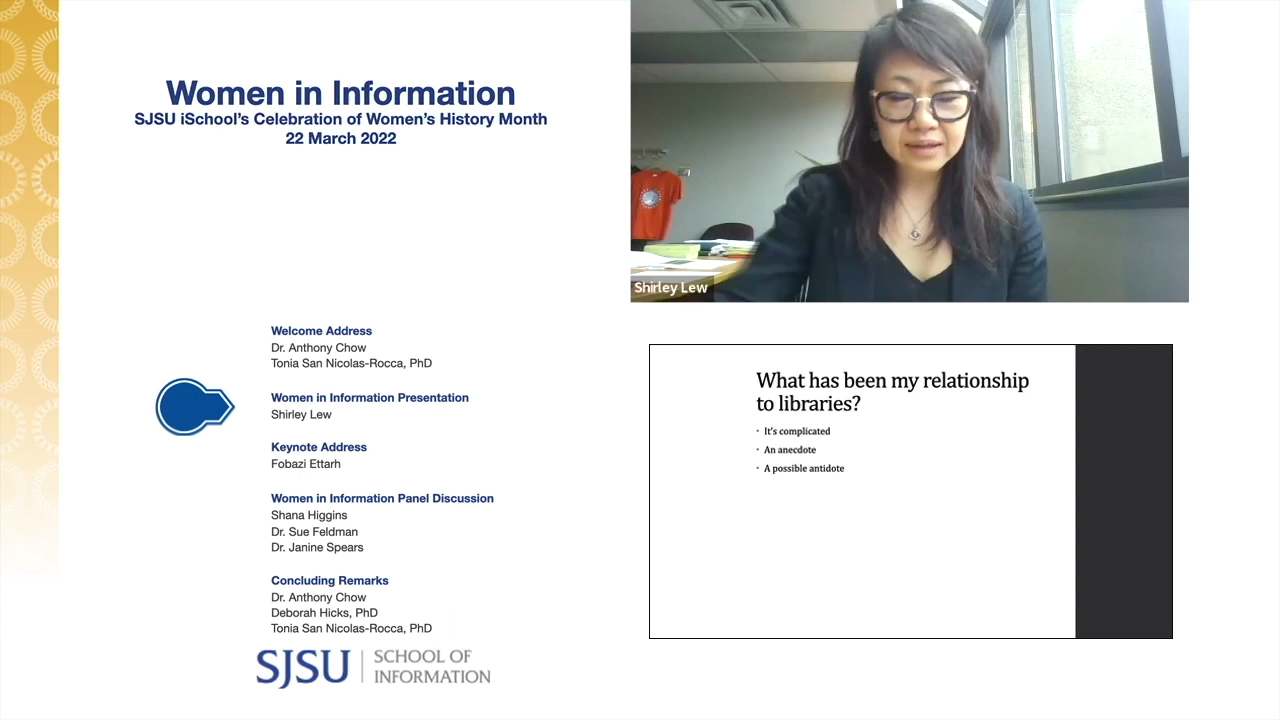 Women in Information
SJSU iSchool’s Celebration of Women’s History Month
22 March 2022
Shirley Lew
Welcome Address
Dr. Anthony Chow
Tonia San Nicolas-Rocca, PhD
Women in Information Presentation
Shirley Lew
Keynote Address
Fobazi Ettarh
Women in Information Panel Discussion
Shana Higgins
Dr. Sue Feldman
Dr. Janine Spears
Concluding Remarks
Dr. Anthony Chow
Deborah Hicks, PhD
Tonia San Nicolas-Rocca, PhD
SJSU SCHOOL OF
INFORMATION
What has been my relationship
to libraries?
• It’s complicated
• An anecdote
• A possible antidote